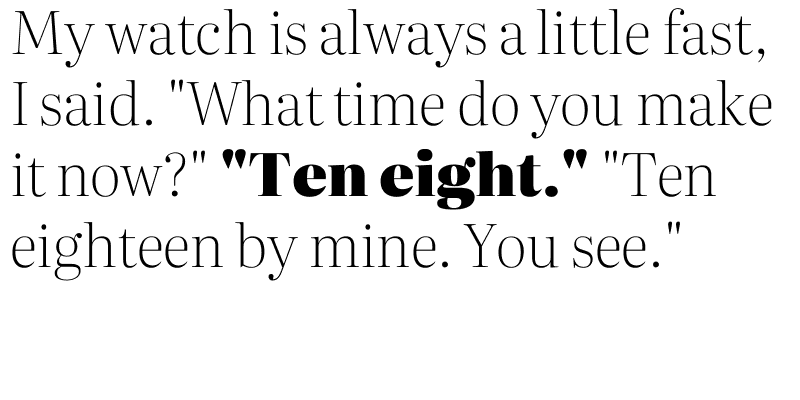 My watch is always a little fast,
I said. "What time do you make
it now?" "Ten eight." "Ten
eighteen by mine. You see."